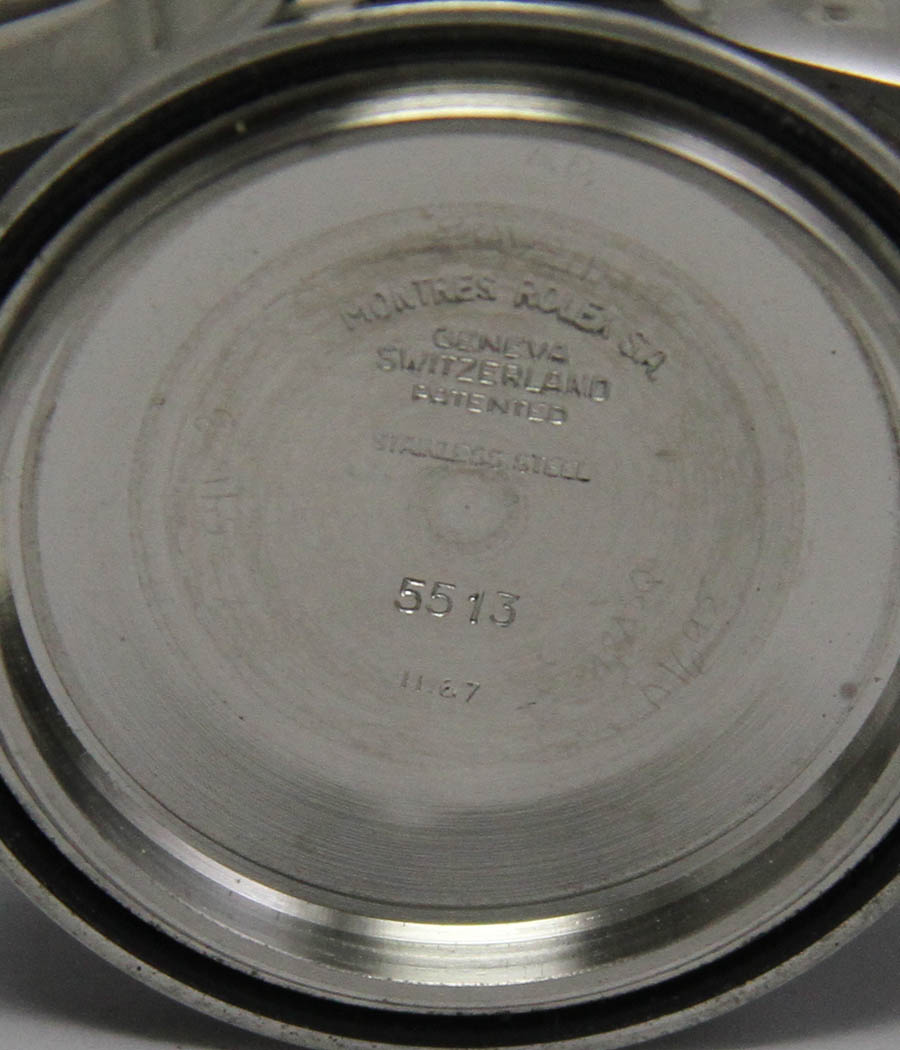 MONTRES ROLEX S.A.
GENEVA
SWITZERLAND
PATENTED
STAINLESS STEEL
5513
II.67